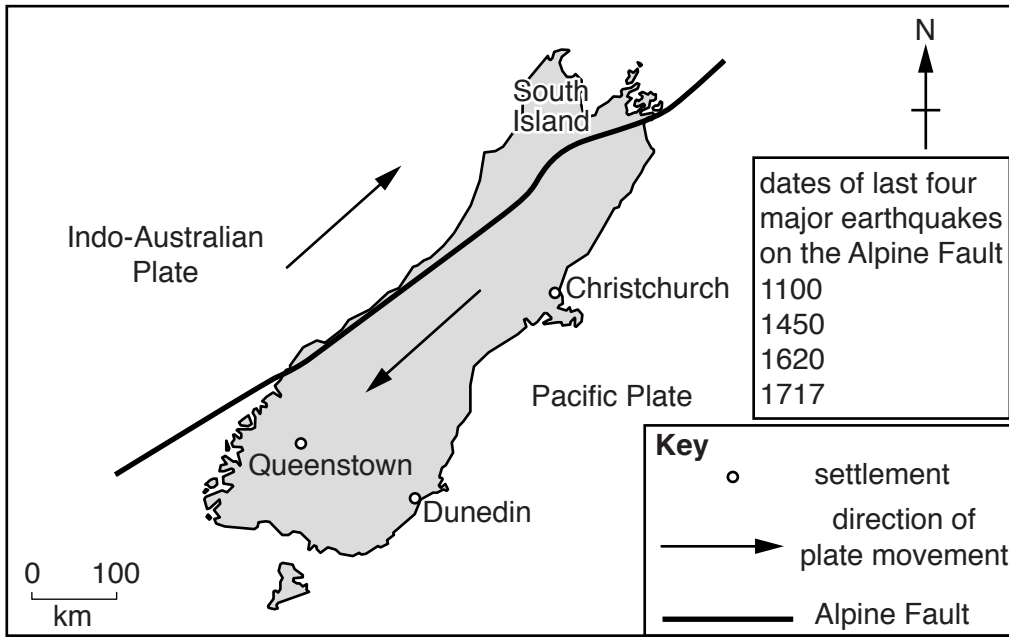 N
South
Island
Indo-Australian
Plate
dates of last four
major earthquakes
on the Alpine Fault
1100
1450
1620
1717
Christchurch
Pacific Plate
Queenstown
Dunedin
0 100
km
Key
settlement
direction of
plate movement
Alpine Fault